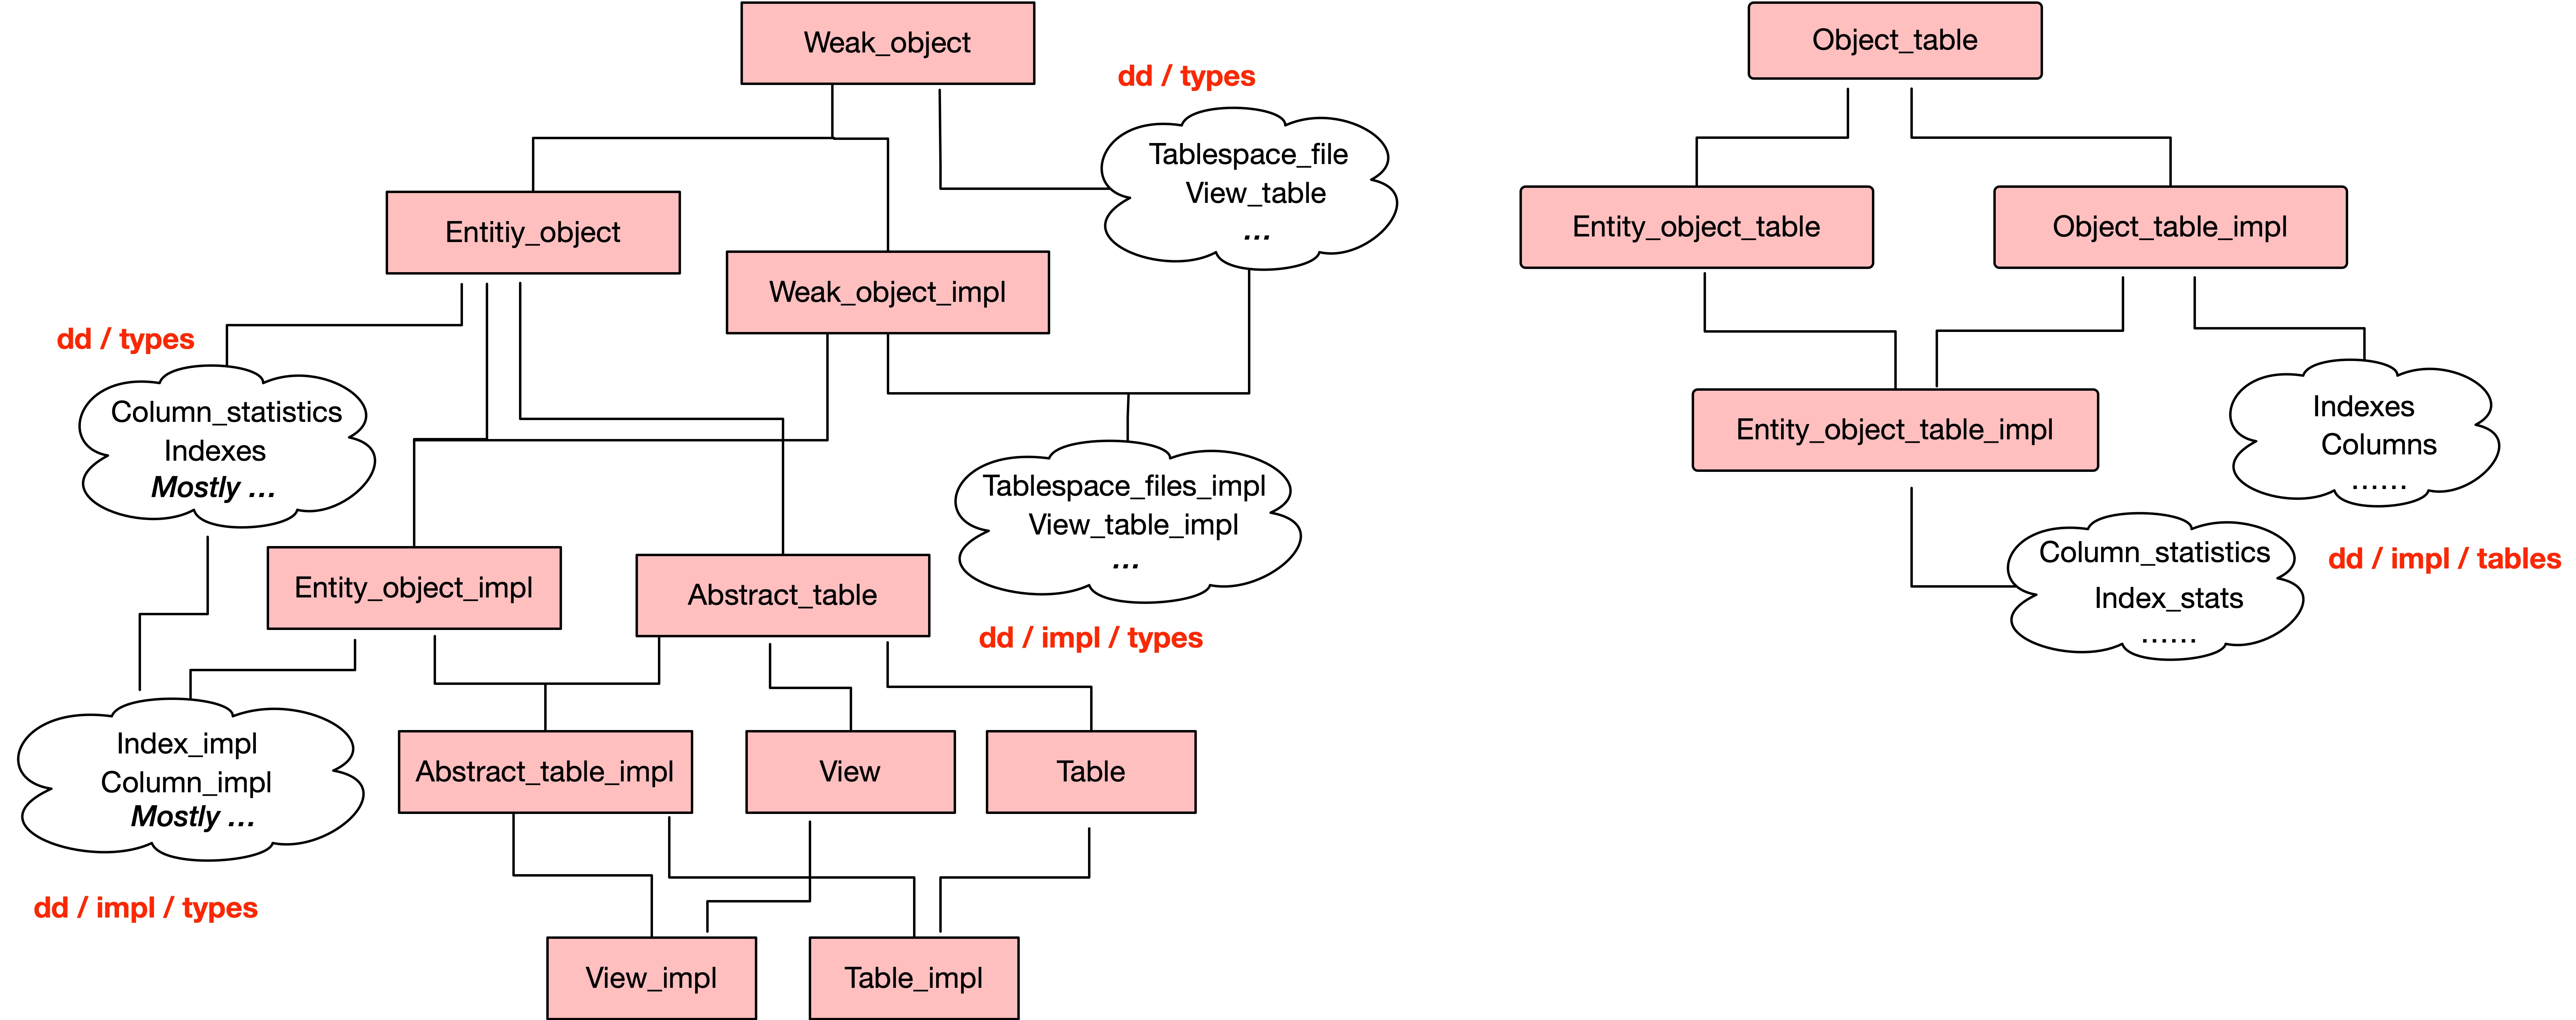 Weak_object
dd / types
Tablespace_file
View_table
...
Entitiy_object
Weak_object_impl
dd / types
Column_statistics
Indexes
Mostly ...
Tablespace_files_impl
View_table_impl
...
Entity_object_impl
Abstract_table
dd / impl / types
Index_impl
Column_impl
Mostly ...
Abstract_table_impl
View
Table
dd / impl / types
View_impl
Table_impl
Object_table
Entity_object_table
Object_table_impl
Entity_object_table_impl
Indexes
Columns
......
Column_statistics
Index_stats
......
dd / impl / tables